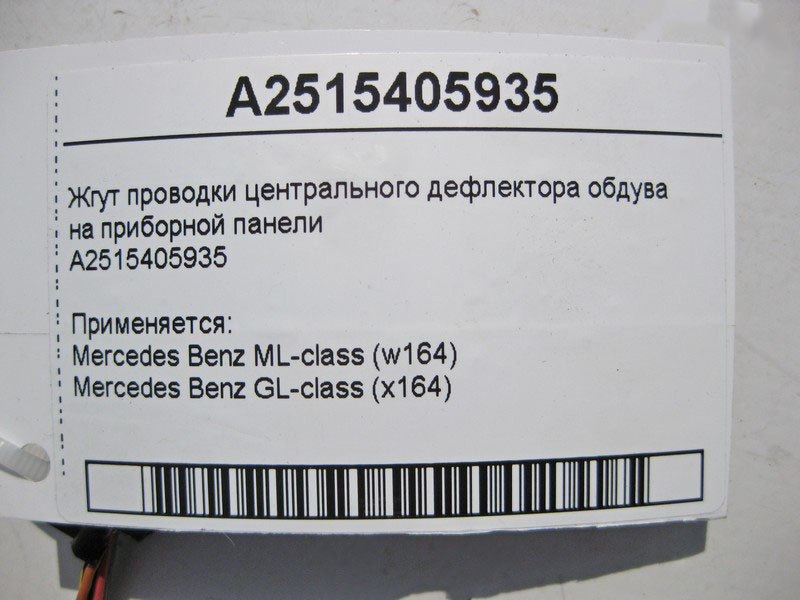 A2515405935
Жгут проводки центрального дефлектора обдува
на приборной панели
A2515405935
Применяется:
Mercedes Benz ML-class (w164)
Mercedes Benz GL-class (x164)